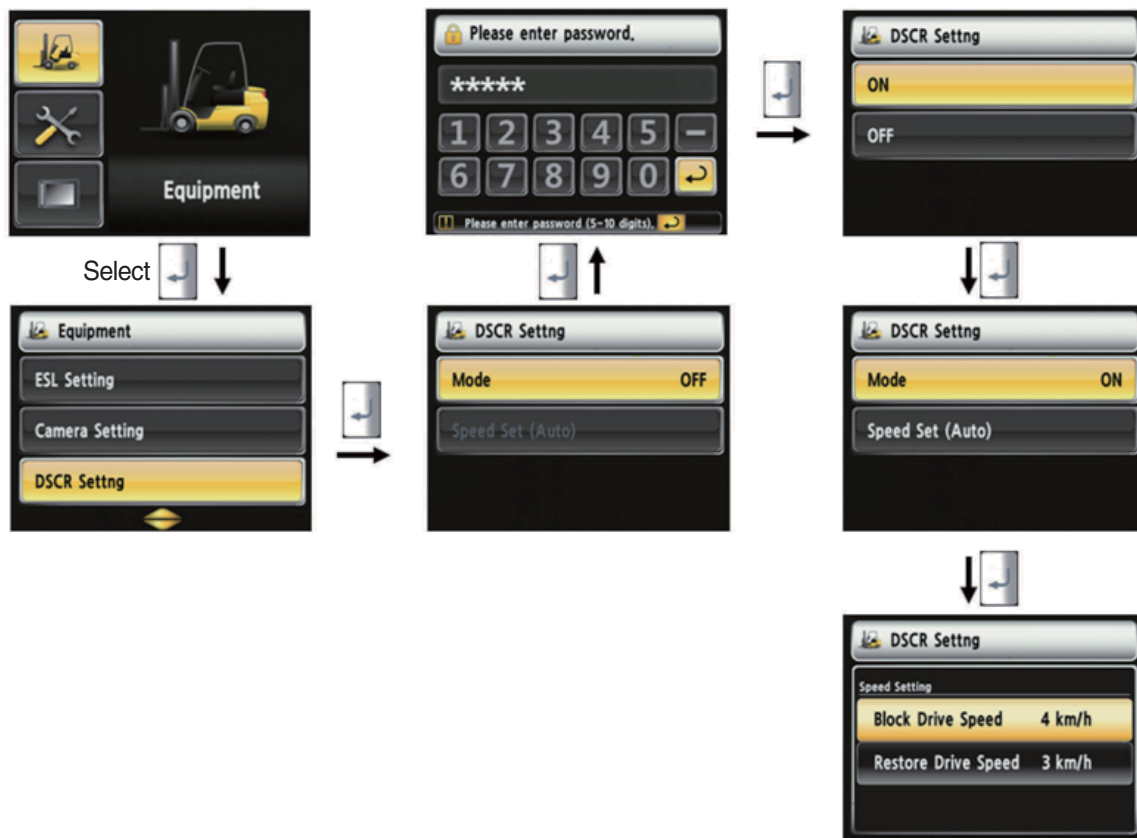 Equipment
Select
Equipment
ESL Setting
Camera Setting
DSCR Settng
DSCR Settng
Mode OFF
Speed Set (Auto)
Please enter password.
*****
1 2 3 4 5 –
6 7 8 9 0
Please enter password (5-10 digits).
DSCR Settng
ON
OFF
DSCR Settng
Mode ON
Speed Set (Auto)
DSCR Settng
Speed Setting
Block Drive Speed 4 km/h
Restore Drive Speed 3 km/h